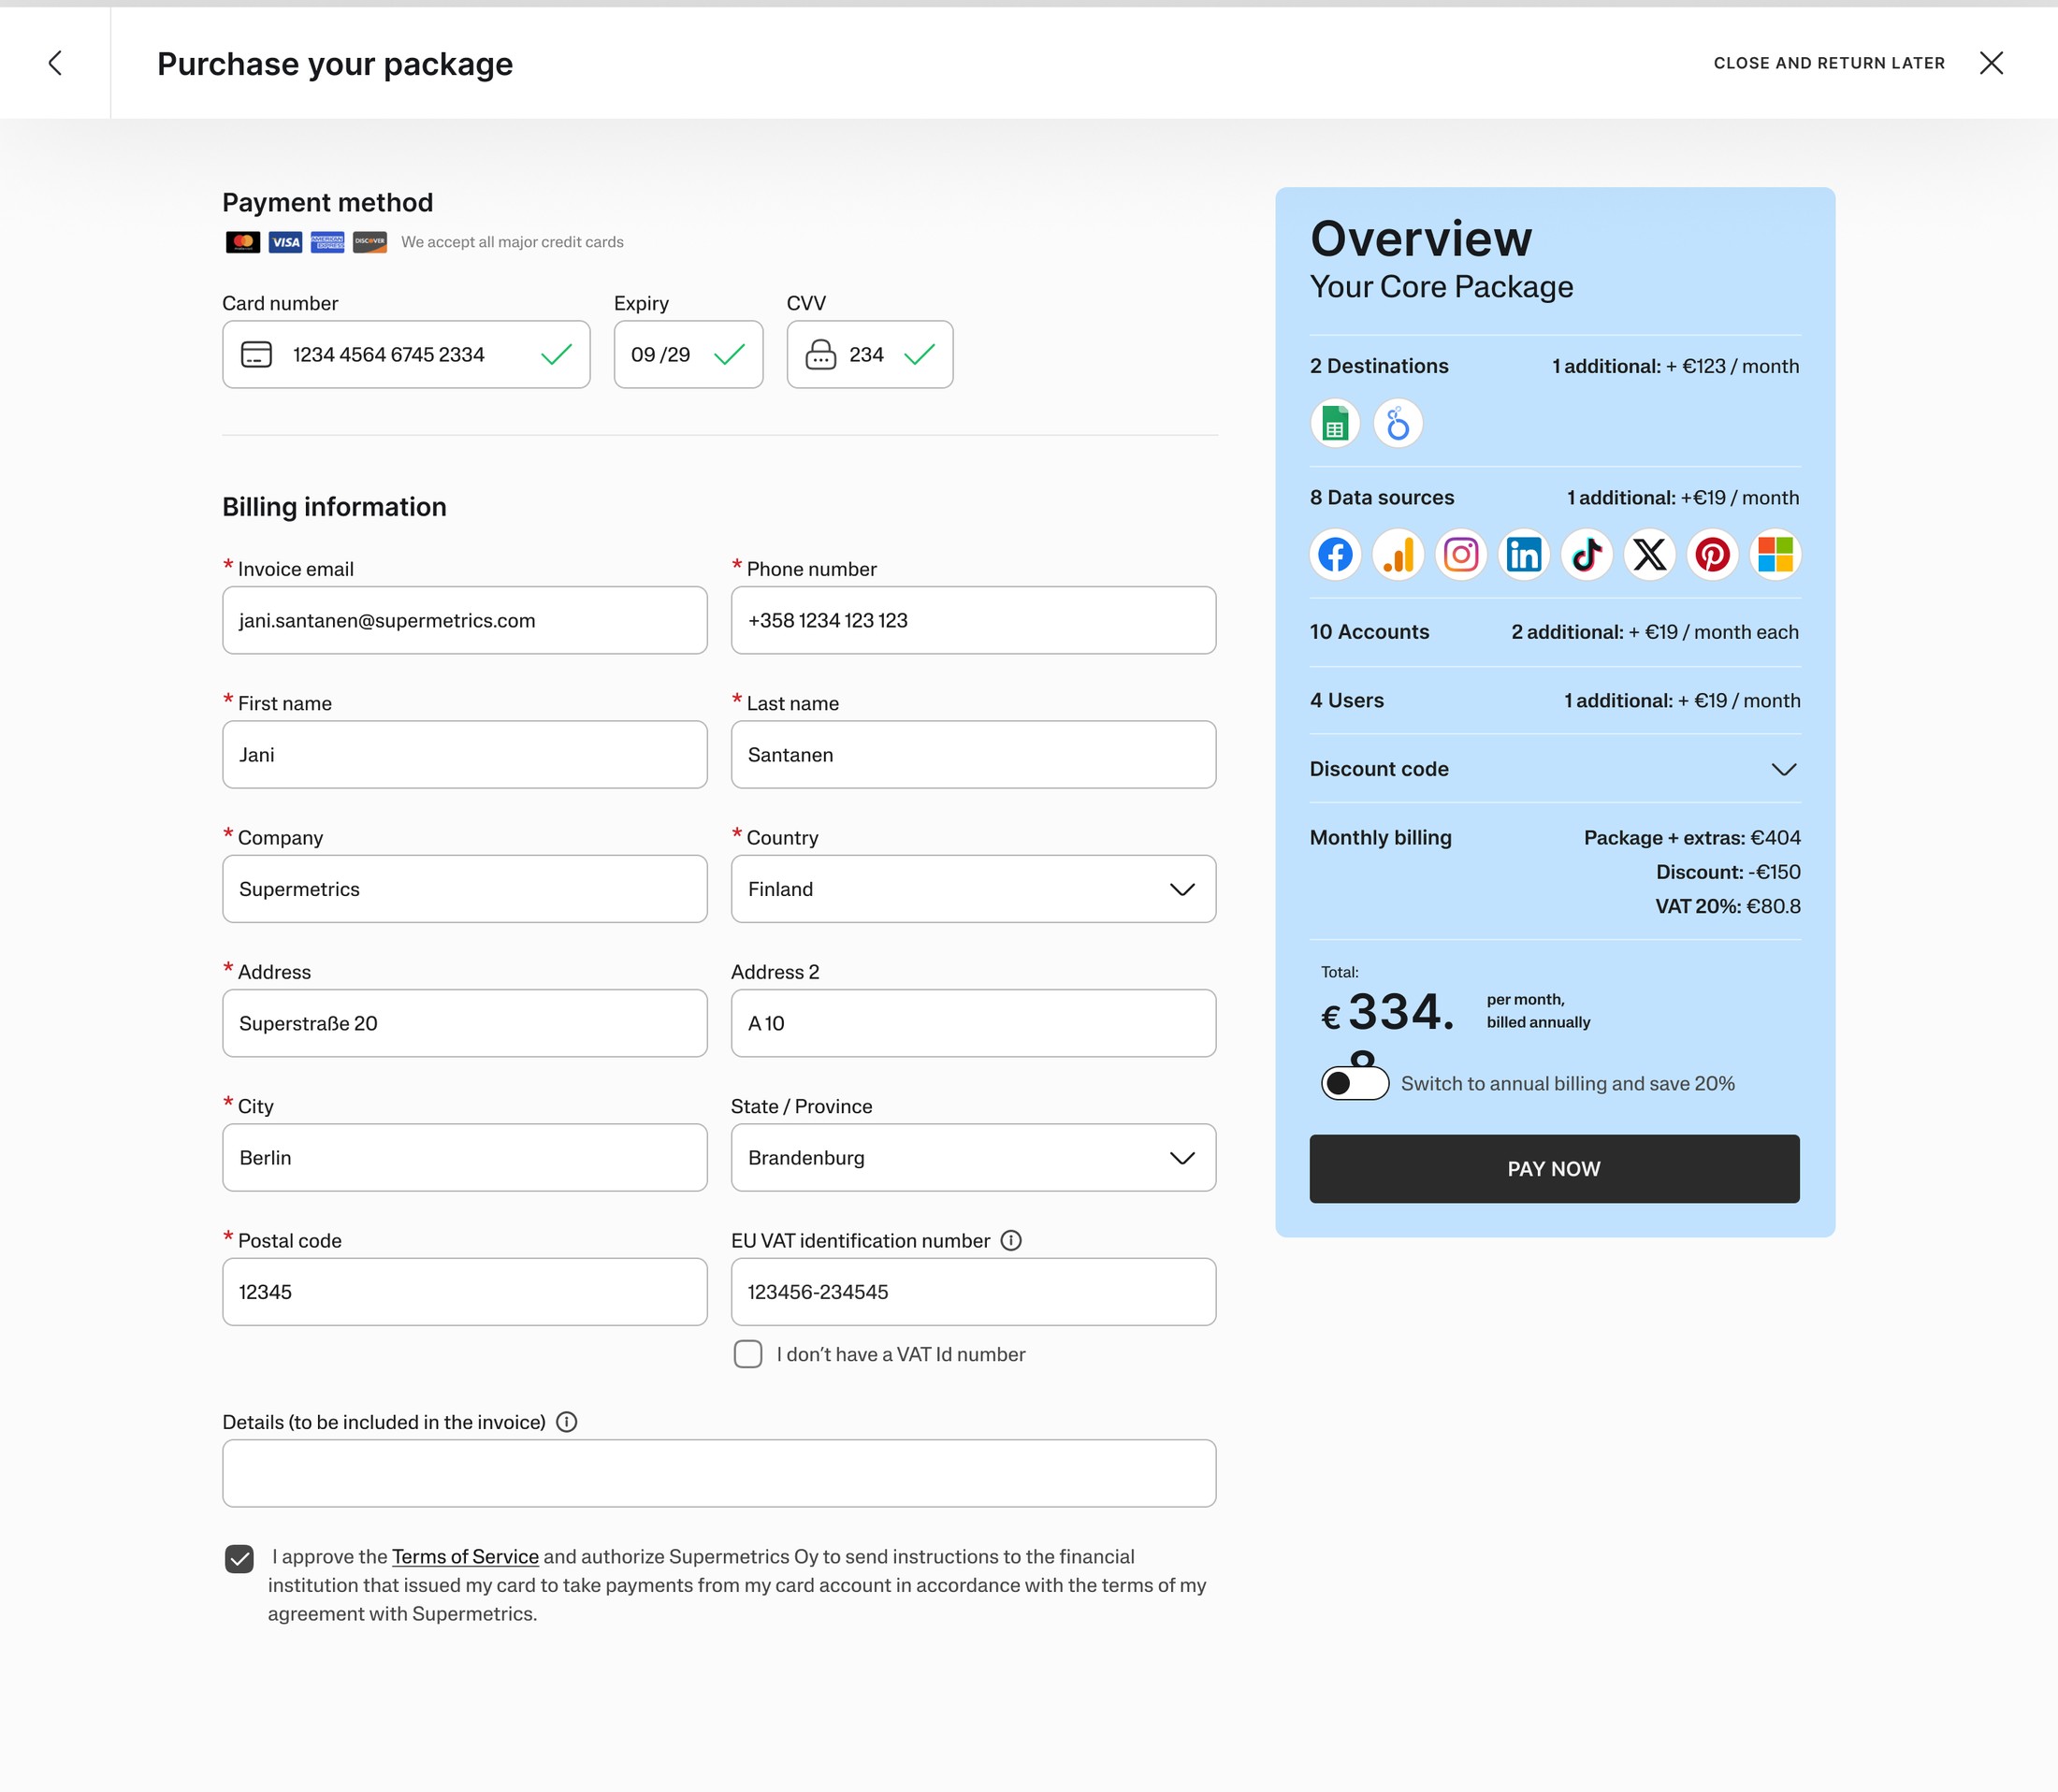 Purchase your package
CLOSE AND RETURN LATER
Payment method
VISA
AMERICAN EXPRESS
DISCOVER
We accept all major credit cards
Card number
Expiry
CVV
1234 4564 6745 2334
09 /29
234
Billing information
* Invoice email
* Phone number
jani.santanen@supermetrics.com
+358 1234 123 123
* First name
* Last name
Jani
Santanen
* Company
* Country
Supermetrics
Finland
* Address
Address 2
Superstraße 20
A 10
* City
State / Province
Berlin
Brandenburg
* Postal code
EU VAT identification number
12345
123456-234545
I don’t have a VAT Id number
Details (to be included in the invoice)
I approve the Terms of Service and authorize Supermetrics Oy to send instructions to the financial
institution that issued my card to take payments from my card account in accordance with the terms of my
agreement with Supermetrics.
Overview
Your Core Package
2 Destinations
1 additional: + €123 / month
8 Data sources
1 additional: +€19 / month
10 Accounts
2 additional: + €19 / month each
4 Users
1 additional: + €19 / month
Discount code
Monthly billing
Package + extras: €404
Discount: -€150
VAT 20%: €80.8
Total:
€ 334.
per month,
billed annually
Switch to annual billing and save 20%
PAY NOW